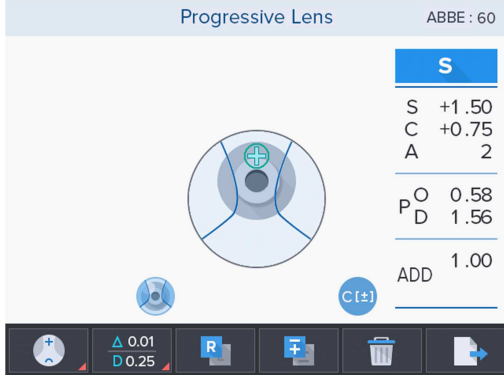 Progressive Lens
ABBE : 60
S
S +1.50
C +0.75
A 2
P O 0.58
D 1.56
ADD 1.00
C[±]
Δ 0.01
D 0.25
R